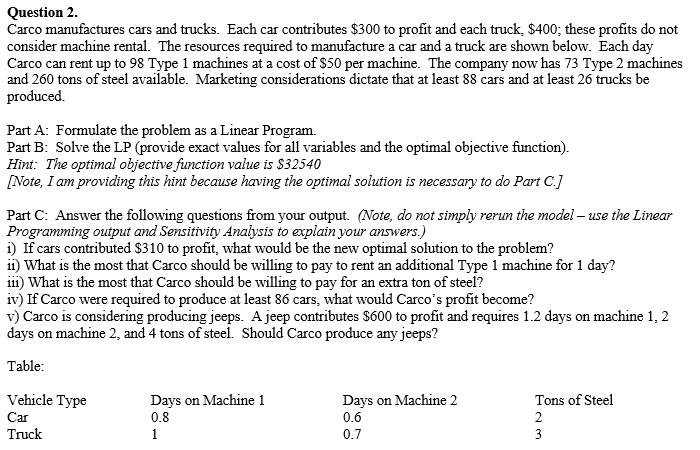 Question 2.
Carco manufactures cars and trucks. Each car contributes $300 to profit and each truck, $400; these profits do not
consider machine rental. The resources required to manufacture a car and a truck are shown below. Each day
Carco can rent up to 98 Type 1 machines at a cost of $50 per machine. The company now has 73 Type 2 machines
and 260 tons of steel available. Marketing considerations dictate that at least 88 cars and at least 26 trucks be
produced.
Part A: Formulate the problem as a Linear Program.
Part B: Solve the LP (provide exact values for all variables and the optimal objective function).
Hint: The optimal objective function value is $32540
[Note, I am providing this hint because having the optimal solution is necessary to do Part C.]
Part C: Answer the following questions from your output. (Note, do not simply rerun the model – use the Linear
Programming output and Sensitivity Analysis to explain your answers.)
i) If cars contributed $310 to profit, what would be the new optimal solution to the problem?
ii) What is the most that Carco should be willing to pay to rent an additional Type 1 machine for 1 day?
iii) What is the most that Carco should be willing to pay for an extra ton of steel?
iv) If Carco were required to produce at least 86 cars, what would Carco's profit become?
v) Carco is considering producing jeeps. A jeep contributes $600 to profit and requires 1.2 days on machine 1, 2
days on machine 2, and 4 tons of steel. Should Carco produce any jeeps?
Table:
Vehicle Type Days on Machine 1 Days on Machine 2 Tons of Steel
Car 0.8 0.6 2
Truck 1 0.7 3